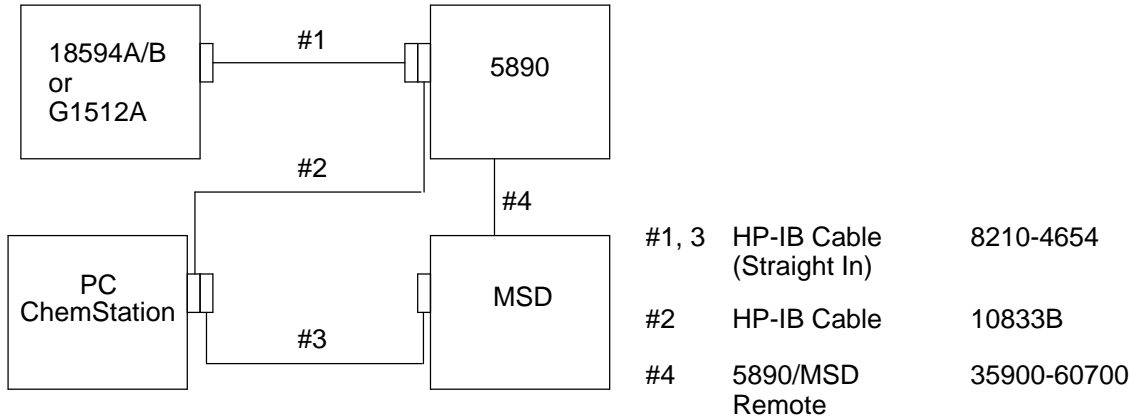 18594A/B
or
G1512A
#1
5890
#2
#4
PC
ChemStation
#3
MSD
#1, 3 HP-IB Cable 8210-4654
(Straight In)
#2 HP-IB Cable 10833B
#4 5890/MSD 35900-60700
Remote